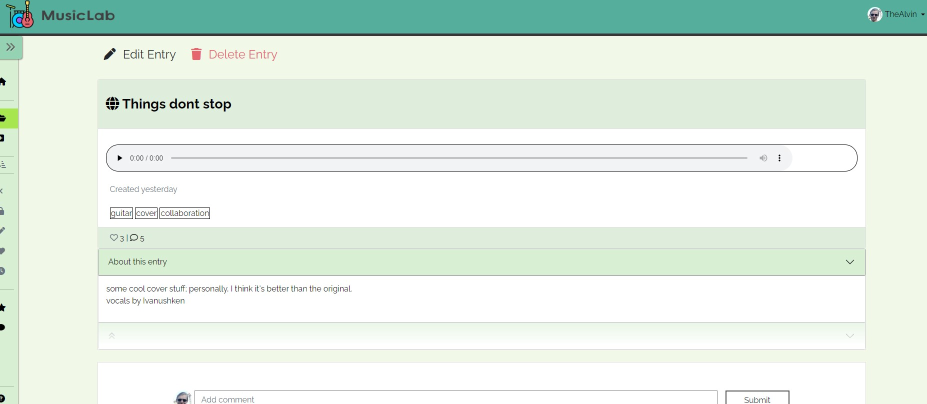 MusicLab
TheAlvin
Edit Entry Delete Entry
Things dont stop
0:00 / 0:00
Created yesterday
guitar cover collaboration
3 | 5
About this entry
some cool cover stuff; personally, I think it's better than the original.
vocals by Ivanushken
Add comment Submit